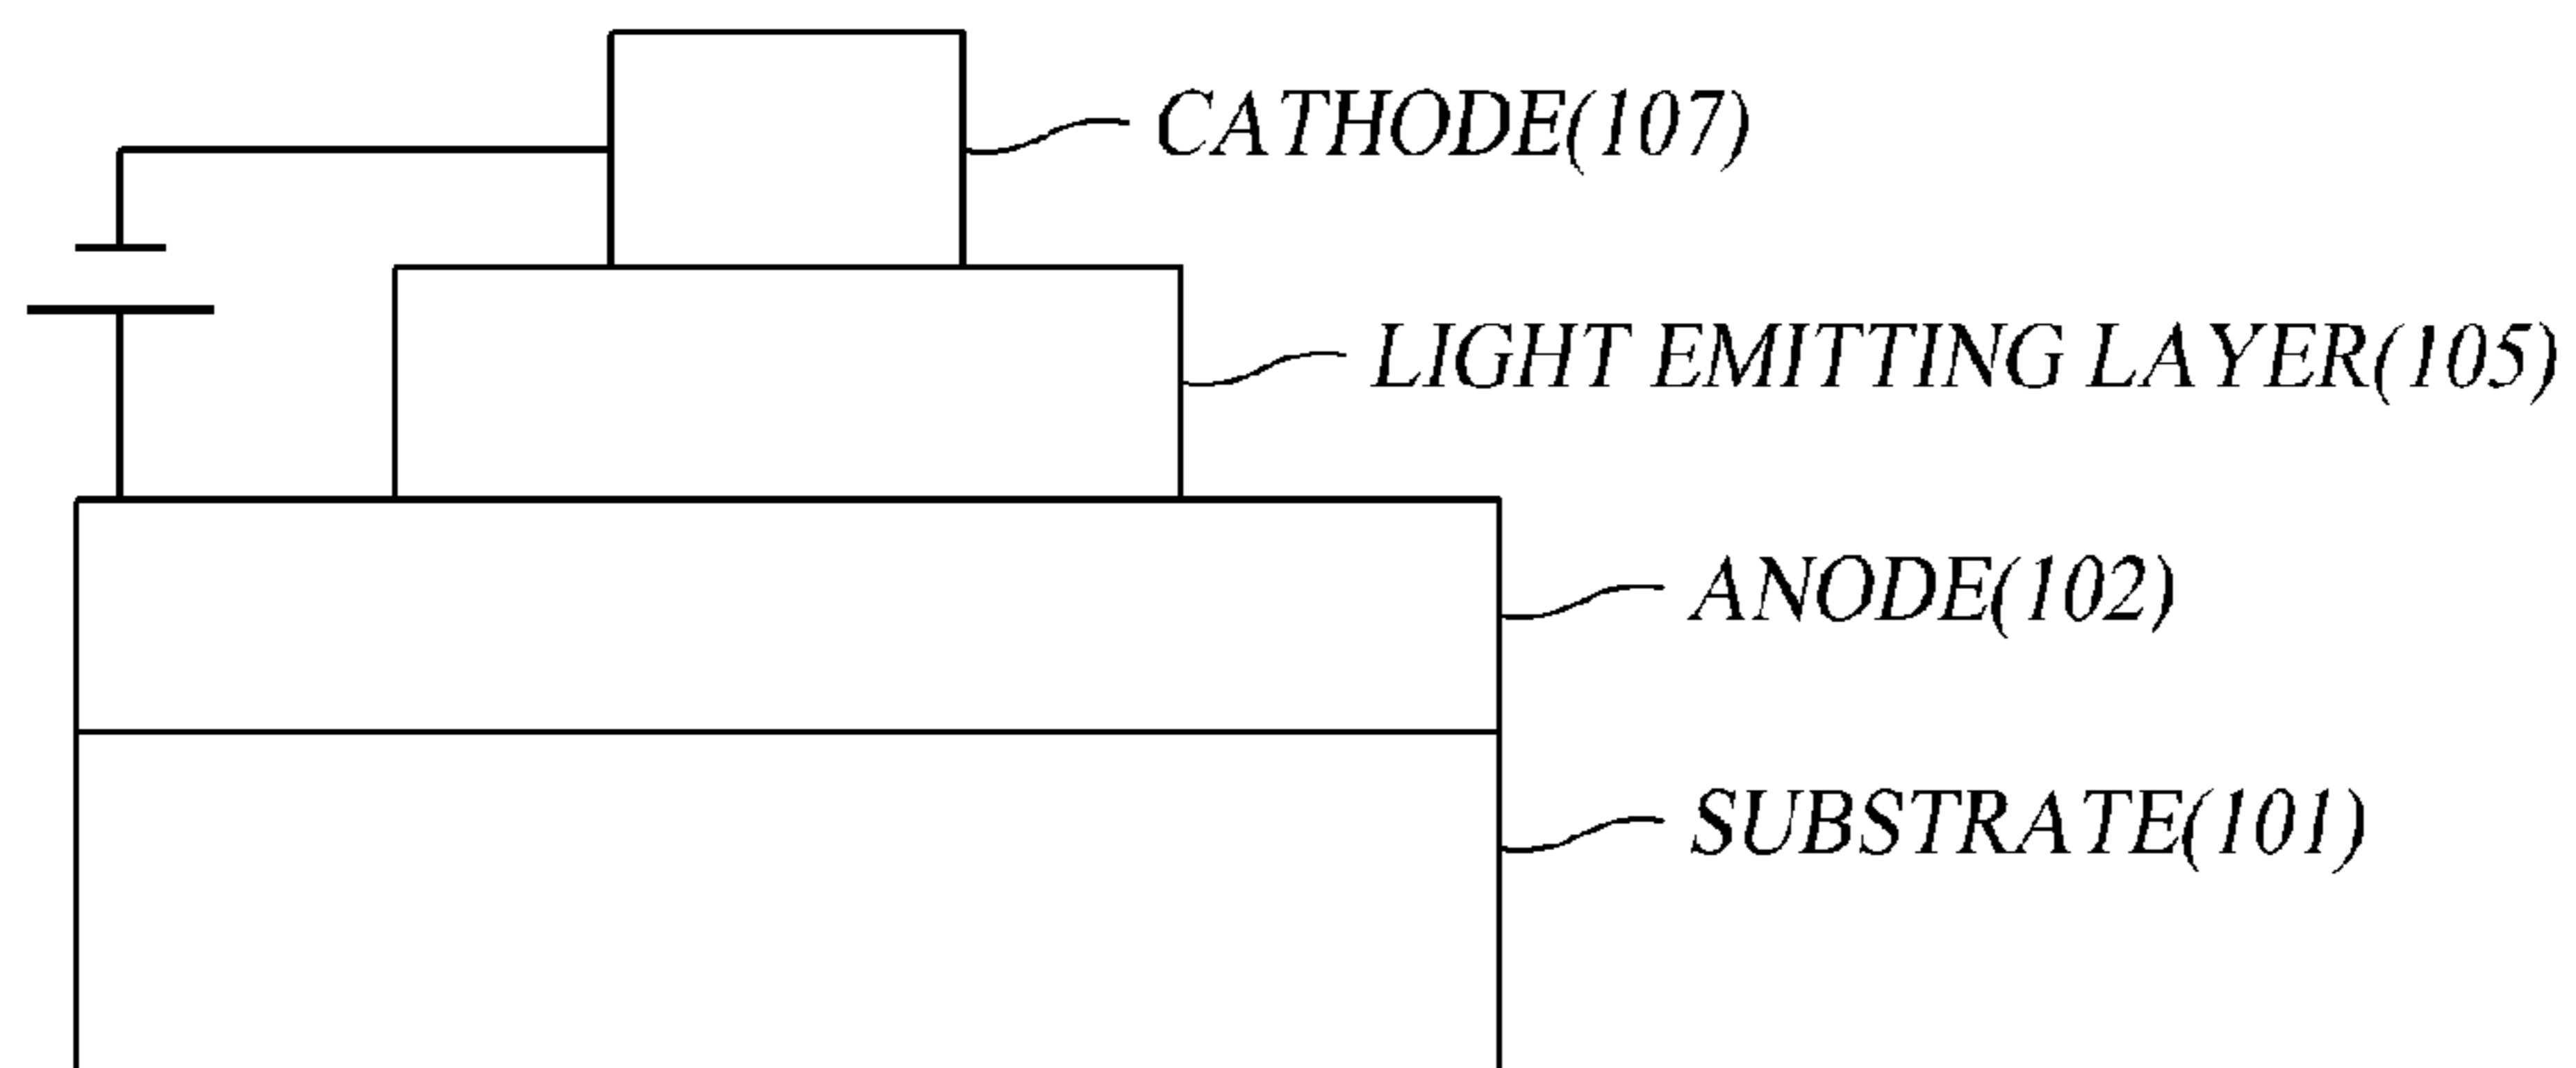 CATHODE(107)
LIGHT EMITTING LAYER(105)
ANODE(102)
SUBSTRATE(101)